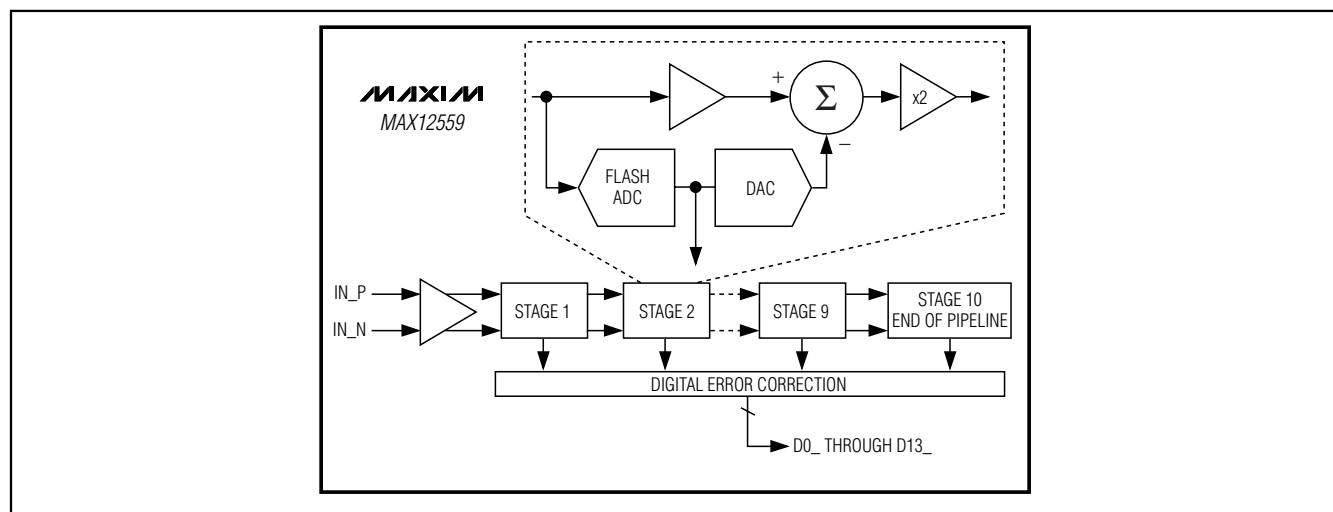 MAXIM
MAX12559
+
Σ
x2
−
FLASH
ADC
DAC
IN_P
IN_N
STAGE 1
STAGE 2
STAGE 9
STAGE 10
END OF PIPELINE
DIGITAL ERROR CORRECTION
D0_ THROUGH D13_